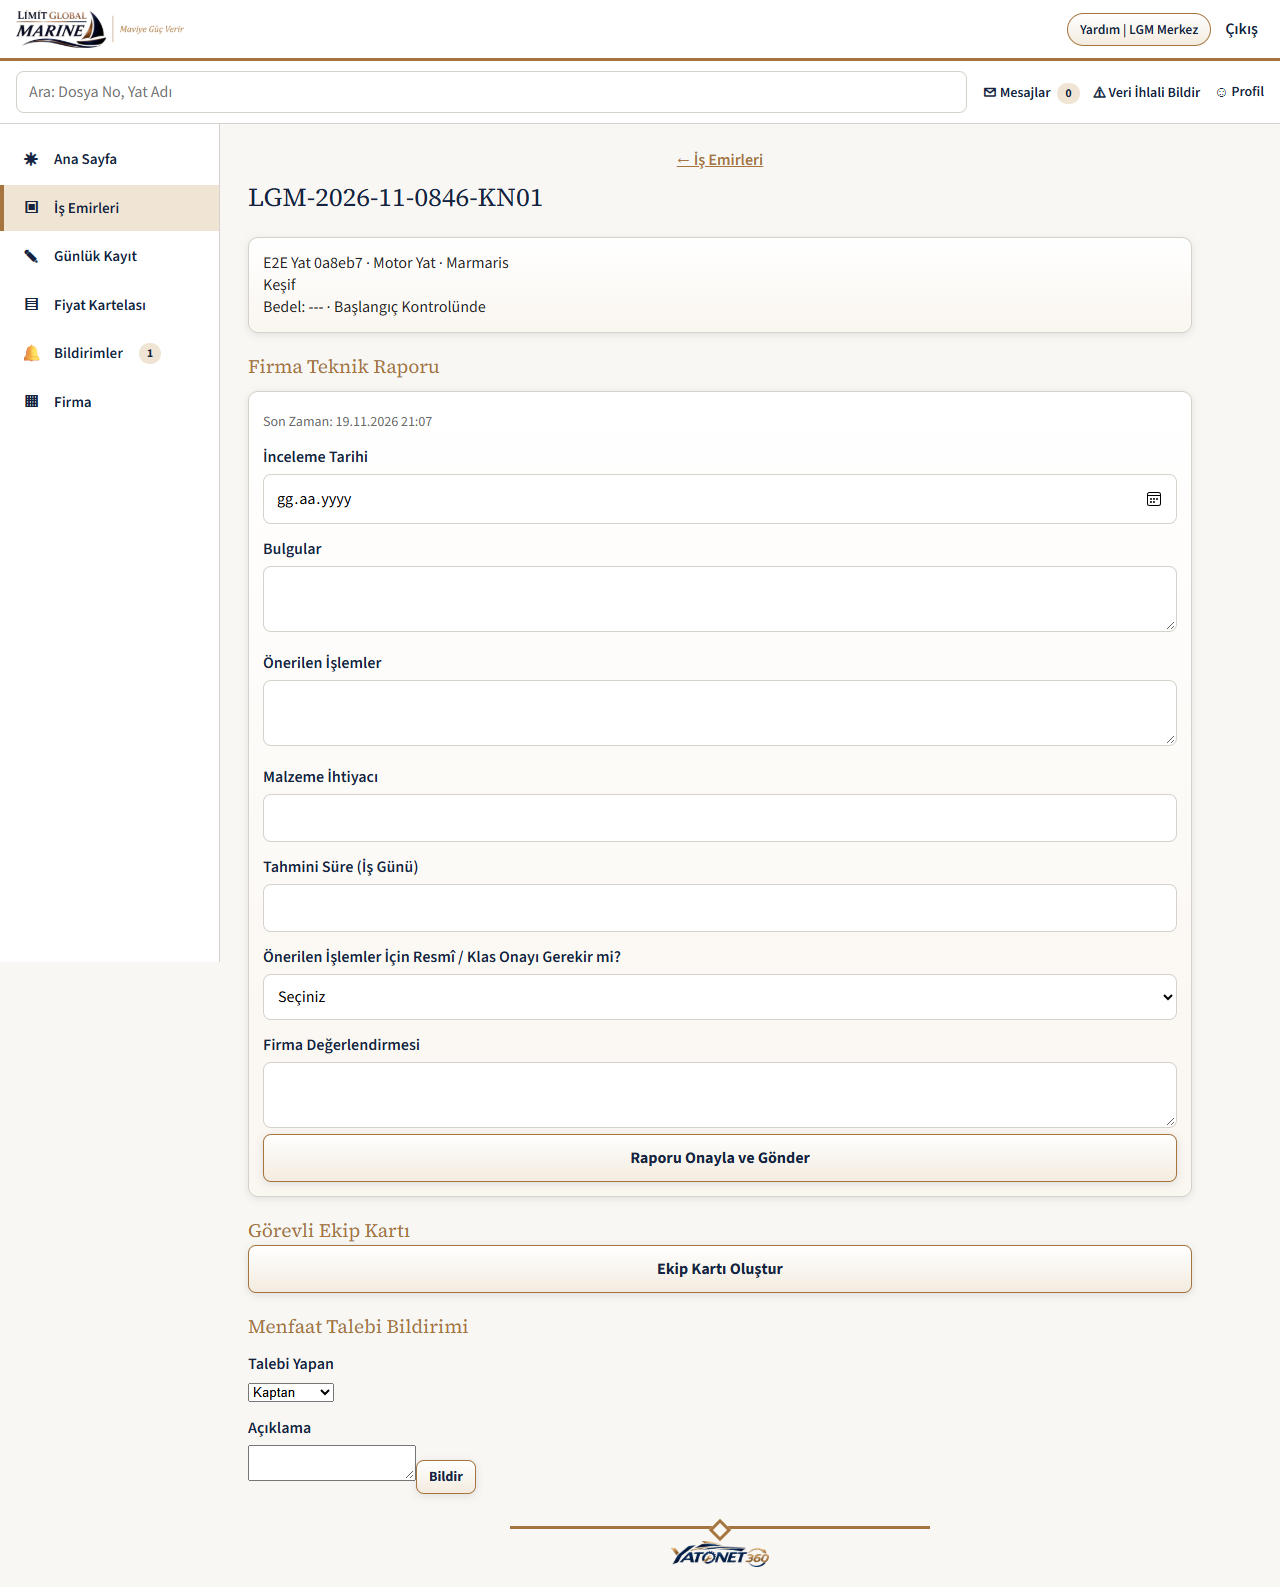 LİMİT GLOBAL
MARINE
Maviye Güç Verir
Yardım | LGM Merkez
Çıkış
Ara: Dosya No, Yat Adı
Mesajlar 0
Veri İhlali Bildir
Profil
Ana Sayfa
İş Emirleri
Günlük Kayıt
Fiyat Kartelası
Bildirimler 1
Firma
← İş Emirleri
LGM-2026-11-0846-KN01
E2E Yat 0a8eb7 · Motor Yat · Marmaris
Keşif
Bedel: --- · Başlangıç Kontrolünde
Firma Teknik Raporu
Son Zaman: 19.11.2026 21:07
İnceleme Tarihi
gg.aa.yyyy
Bulgular
Önerilen İşlemler
Malzeme İhtiyacı
Tahmini Süre (İş Günü)
Önerilen İşlemler İçin Resmî / Klas Onayı Gerekir mi?
Seçiniz
Firma Değerlendirmesi
Raporu Onayla ve Gönder
Görevli Ekip Kartı
Ekip Kartı Oluştur
Menfaat Talebi Bildirimi
Talebi Yapan
Kaptan
Açıklama
Bildir
YATONET360